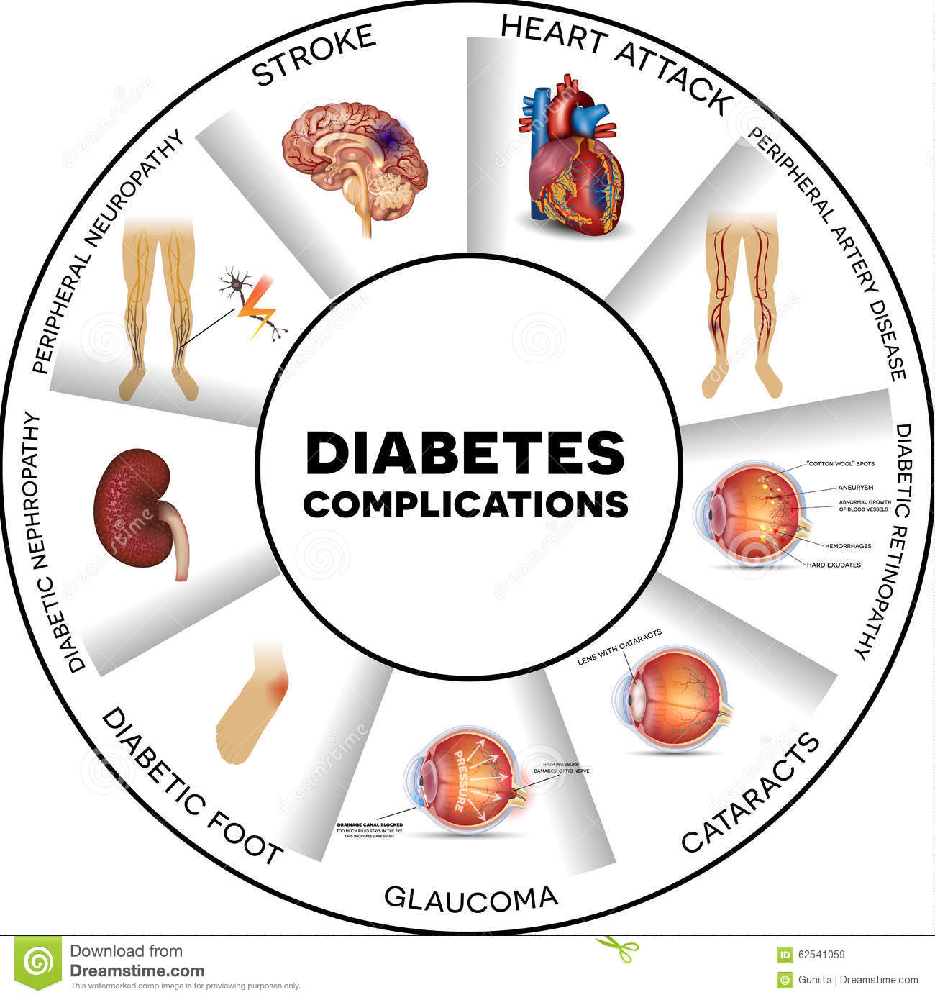 STROKE
HEART ATTACK
PERIPHERAL NEUROPATHY
PERIPHERAL ARTERY DISEASE
DIABETES
COMPLICATIONS
DIABETIC NEPHROPATHY
DIABETIC RETINOPATHY
"COTTON WOOL" SPOTS
ANEURYSM
ABNORMAL GROWTH
OF BLOOD VESSELS
HEMORRHAGES
HARD EXUDATES
LENS WITH CATARACTS
CATARACTS
DIABETIC FOOT
PRESSURE
HIGH PRESSURE
DAMAGES OPTIC NERVE
DRAINAGE CANAL BLOCKED
TOO MUCH FLUID STAYS IN THE EYE
THIS INCREASES PRESSURE
GLAUCOMA
dreamstime
Download from
Dreamstime.com
This watermarked comp image is for previewing purposes only.
ID 62541059
© Guniita | Dreamstime.com